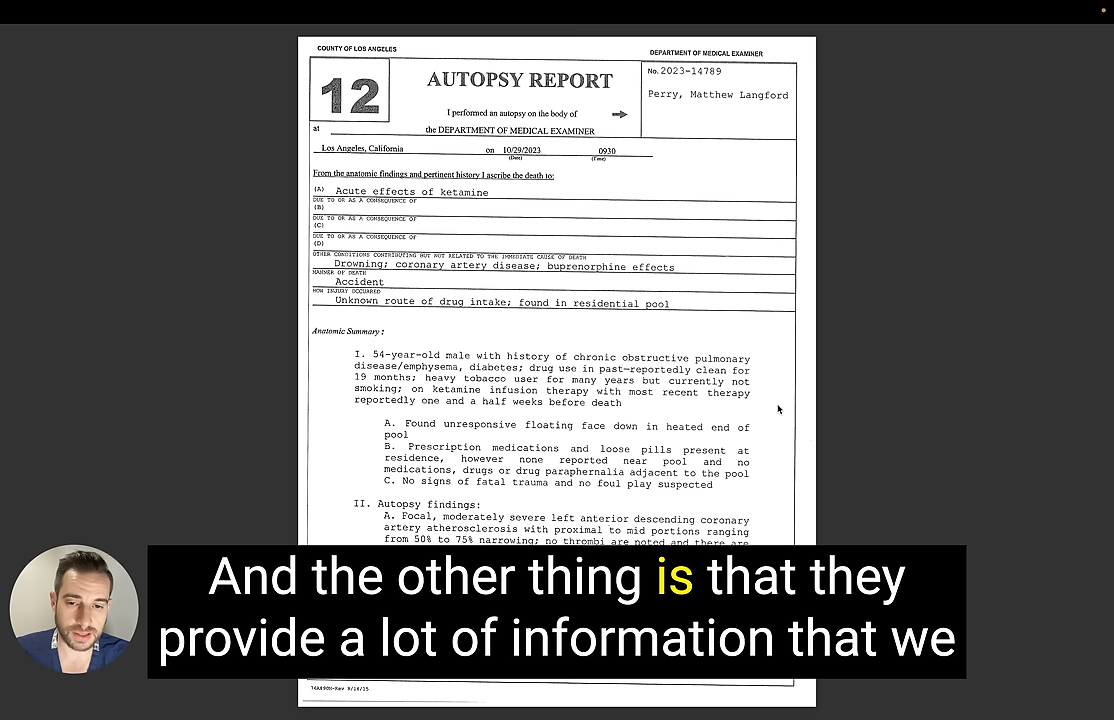 COUNTY OF LOS ANGELES
DEPARTMENT OF MEDICAL EXAMINER
12
AUTOPSY REPORT
No. 2023-14789
Perry, Matthew Langford
I performed an autopsy on the body of
at
the DEPARTMENT OF MEDICAL EXAMINER
Los Angeles, California on 10/29/2023 0930
(Date) (Time)
From the anatomic findings and pertinent history I ascribe the death to:
(A) Acute effects of ketamine
DUE TO OR AS A CONSEQUENCE OF
(B)
DUE TO OR AS A CONSEQUENCE OF
(C)
DUE TO OR AS A CONSEQUENCE OF
(D)
OTHER CONDITIONS CONTRIBUTING BUT NOT RELATED TO THE IMMEDIATE CAUSE OF DEATH
Drowning; coronary artery disease; buprenorphine effects
MANNER OF DEATH
Accident
HOW INJURY OCCURRED
Unknown route of drug intake; found in residential pool
Anatomic Summary:
I. 54-year-old male with history of chronic obstructive pulmonary
disease/emphysema, diabetes; drug use in past-reportedly clean for
19 months; heavy tobacco user for many years but currently not
smoking; on ketamine infusion therapy with most recent therapy
reportedly one and a half weeks before death
A. Found unresponsive floating face down in heated end of
pool
B. Prescription medications and loose pills present at
residence, however none reported near pool and no
medications, drugs or drug paraphernalia adjacent to the pool
C. No signs of fatal trauma and no foul play suspected
II. Autopsy findings:
A. Focal, moderately severe left anterior descending coronary
artery atherosclerosis with proximal to mid portions ranging
from 50% to 75% narrowing; no thrombi are noted and there are
And the other thing is that they
provide a lot of information that we
76A890H-Rev 8/14/15